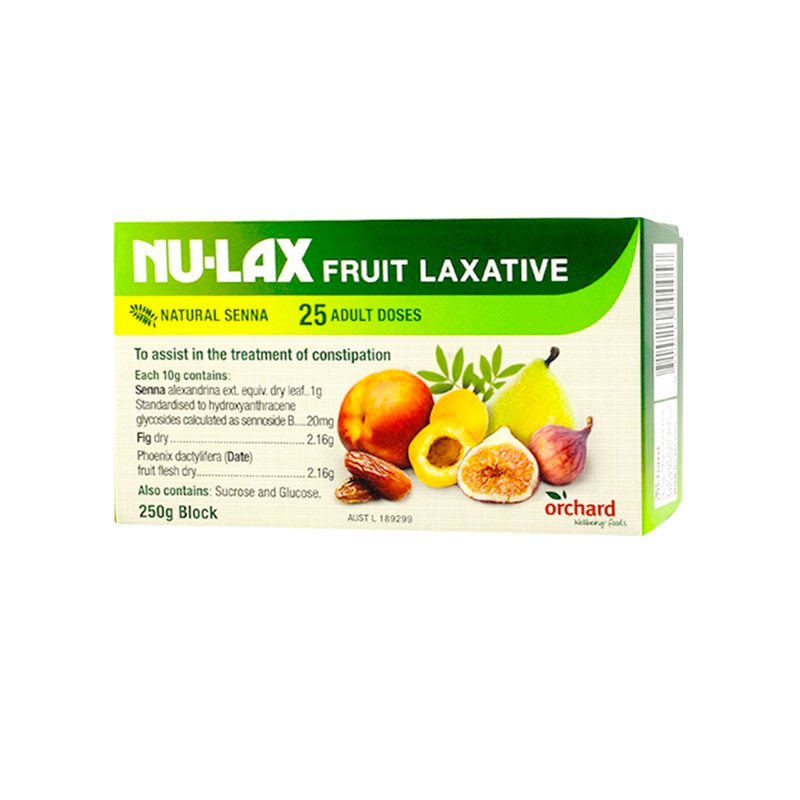 NU-LAX FRUIT LAXATIVE
NATURAL SENNA 25 ADULT DOSES
To assist in the treatment of constipation
Each 10g contains:
Senna alexandrina ext. equiv. dry leaf..1g
Standardised to hydroxyanthracene
glycosides calculated as sennoside B.....20mg
Fig dry.................................2.16g
Phoenix dactylifera (Date)
fruit flesh dry..........................2.16g
Also contains: Sucrose and Glucose.
250g Block
AUST L 189299
orchard
Wellbeing foods